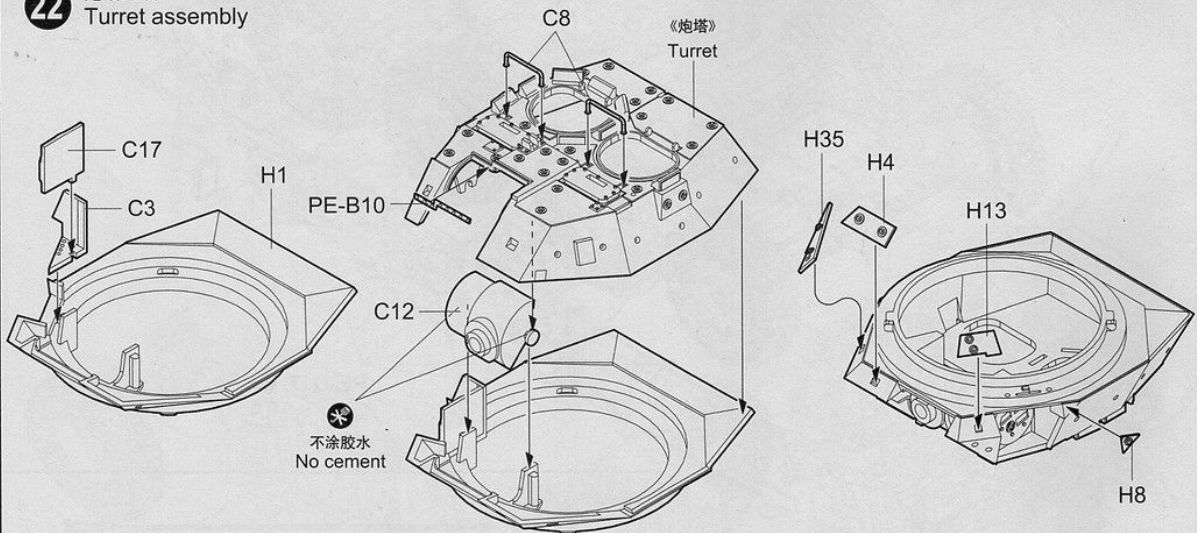 22
Turret assembly
C8
《炮塔》
Turret
C17
C3
H1
PE-B10
C12
不涂胶水
No cement
H35
H4
H13
H8